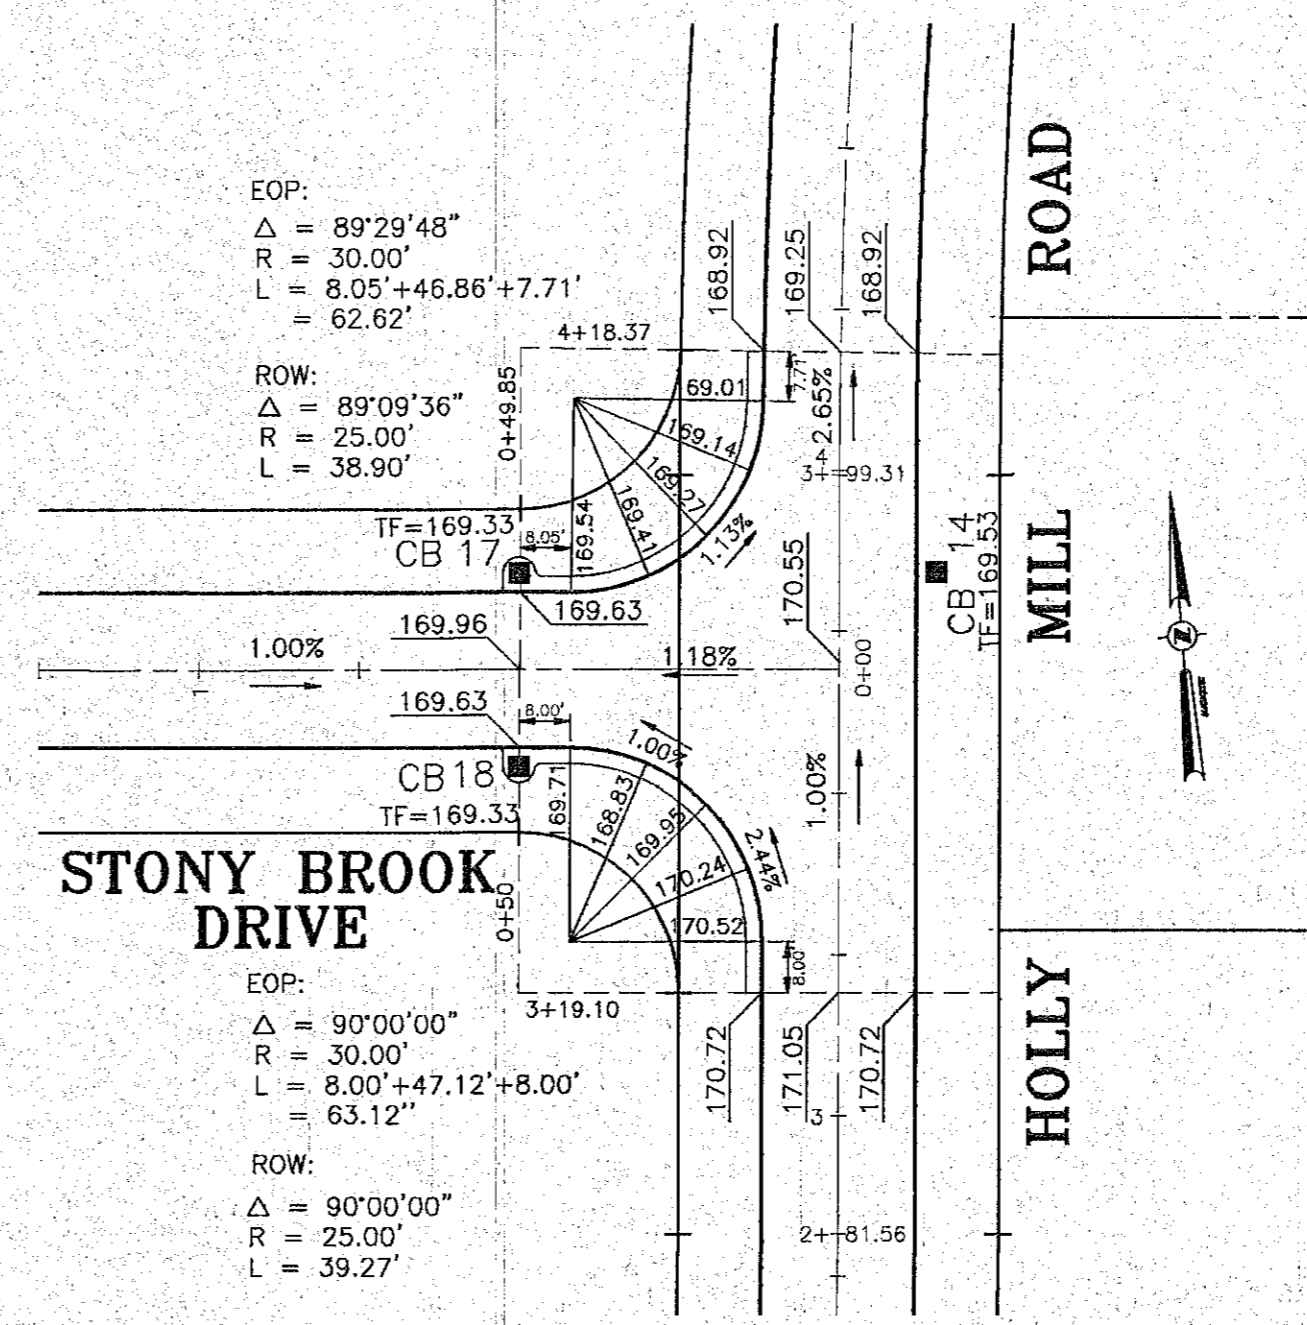 EOP:
Δ = 89°29'48"
R = 30.00'
L = 8.05'+46.86'+7.71'
= 62.62'
ROW:
Δ = 89°09'36"
R = 25.00'
L = 38.90'
4+18.37
0+49.85
168.92
169.25
168.92
ROAD
7.71
2.65%
69.01
169.14
169.27
169.41
169.54
1.13%
4
3+99.31
TF=169.33
CB 17
8.05'
169.63
169.96
1.00%
1.18%
170.55
0+00
CB 14
TF=169.53
MILL
N
1
169.63
8.00'
1.00%
CB 18
TF=169.33
169.71
168.83
169.95
170.24
170.52
2.44%
1.00%
8.00'
STONY BROOK
DRIVE
0+50
3+19.10
170.72
171.05
170.72
3
2+81.56
HOLLY
EOP:
Δ = 90°00'00"
R = 30.00'
L = 8.00'+47.12'+8.00'
= 63.12"
ROW:
Δ = 90°00'00"
R = 25.00'
L = 39.27'